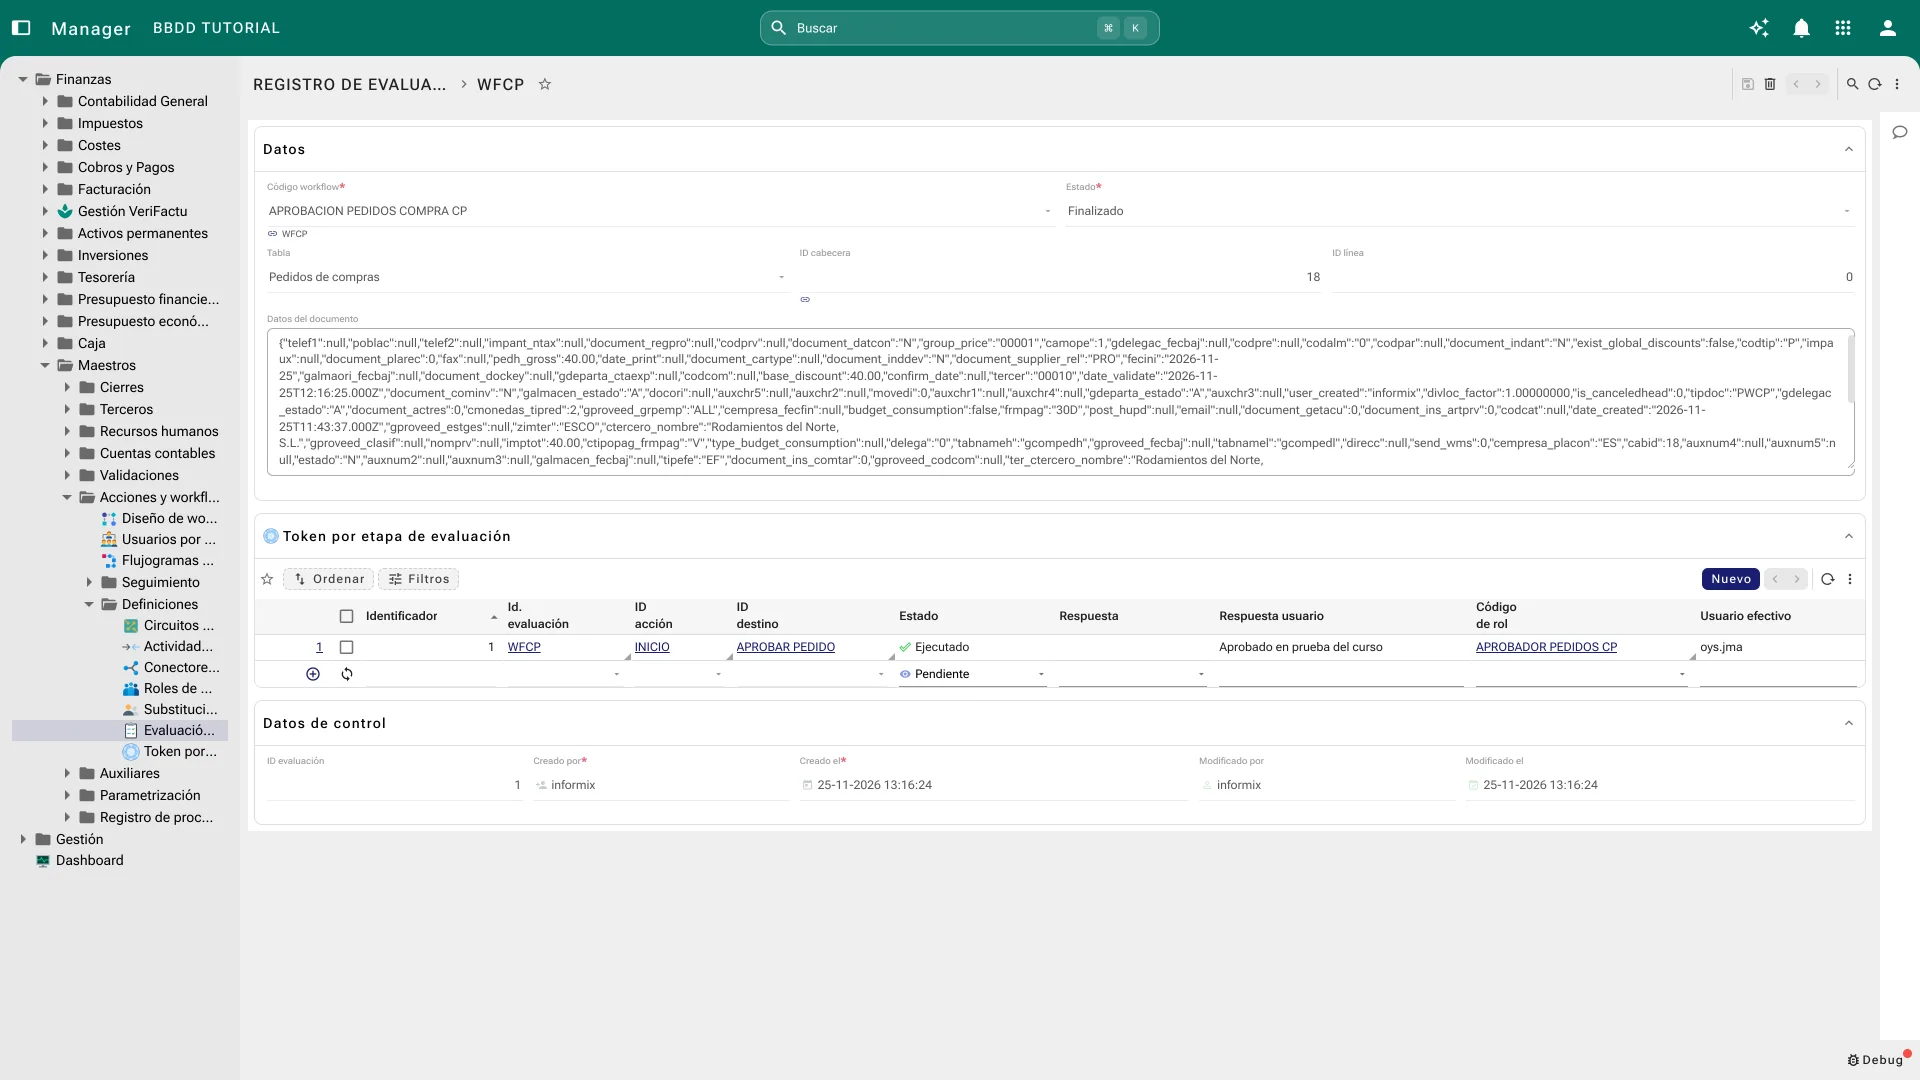 Manager
BBDD TUTORIAL
Buscar
⌘ K
Finanzas
Contabilidad General
Impuestos
Costes
Cobros y Pagos
Facturación
Gestión VeriFactu
Activos permanentes
Inversiones
Tesorería
Presupuesto financie...
Presupuesto econó...
Caja
Maestros
Cierres
Terceros
Recursos humanos
Cuentas contables
Validaciones
Acciones y workfl...
Diseño de wo...
Usuarios por ...
Flujogramas ...
Seguimiento
Definiciones
Circuitos ...
Actividad...
Conectore...
Roles de ...
Substituci...
Evaluació...
Token por...
Auxiliares
Parametrización
Registro de proc...
Gestión
Dashboard
REGISTRO DE EVALUA... > WFCP
Datos
Código workflow*
APROBACION PEDIDOS COMPRA CP
WFCP
Estado*
Finalizado
Tabla
Pedidos de compras
ID cabecera
18
ID línea
0
Datos del documento
{"telef1":null,"poblac":null,"telef2":null,"impant_ntax":null,"document_regpro":null,"codprv":null,"document_datcon":"N","group_price":"00001","camope":1,"gdelegac_fecbaj":null,"codpre":null,"codalm":"0","codpar":null,"document_indant":"N","exist_global_discounts":false,"codtip":"P","impa
ux":null,"document_plarec":0,"fax":null,"pedh_gross":40.00,"date_print":null,"document_cartype":null,"document_inddev":"N","document_supplier_rel":"PRO","fecini":"2026-11-
25","galmaori_fecbaj":null,"document_dockey":null,"gdeparta_ctaexp":null,"codcom":null,"base_discount":40.00,"confirm_date":null,"tercer":"00010","date_validate":"2026-11-
25T12:16:25.000Z","document_cominv":"N","galmacen_estado":"A","docori":null,"auxchr5":null,"auxchr2":null,"movedi":0,"auxchr1":null,"auxchr4":null,"gdeparta_estado":"A","auxchr3":null,"user_created":"informix","divloc_factor":1.00000000,"is_canceledhead":0,"tipdoc":"PWCP","gdelegac
_estado":"A","document_actres":0,"cmonedas_tipred":2,"gproveed_grpemp":"ALL","cempresa_fecfin":null,"budget_consumption":false,"frmpag":"30D","post_hupd":null,"email":null,"document_getacu":0,"document_ins_artprv":0,"codcat":null,"date_created":"2026-11-
25T11:43:37.000Z","gproveed_estges":null,"zimter":"ESCO","ctercero_nombre":"Rodamientos del Norte,
S.L.","gproveed_clasif":null,"nomprv":null,"imptot":40.00,"ctipopag_frmpag":"V","type_budget_consumption":null,"delega":"0","tabnameh":"gcompedh","gproveed_fecbaj":null,"tabnamel":"gcompedl","direcc":null,"send_wms":0,"cempresa_placon":"ES","cabid":18,"auxnum4":null,"auxnum5":nu
ll,"estado":"N","auxnum2":null,"auxnum3":null,"galmacen_fecbaj":null,"tipefe":"EF","document_ins_comtar":0,"gproveed_codcom":null,"ter_ctercero_nombre":"Rodamientos del Norte,
Token por etapa de evaluación
Ordenar
Filtros
Nuevo
Identificador
Id. evaluación
ID acción
ID destino
Estado
Respuesta
Respuesta usuario
Código de rol
Usuario efectivo
1 1 WFCP INICIO APROBAR PEDIDO Ejecutado Aprobado en prueba del curso APROBADOR PEDIDOS CP oys.jma
Pendiente
Datos de control
ID evaluación
1
Creado por*
informix
Creado el*
25-11-2026 13:16:24
Modificado por
informix
Modificado el
25-11-2026 13:16:24
Debug